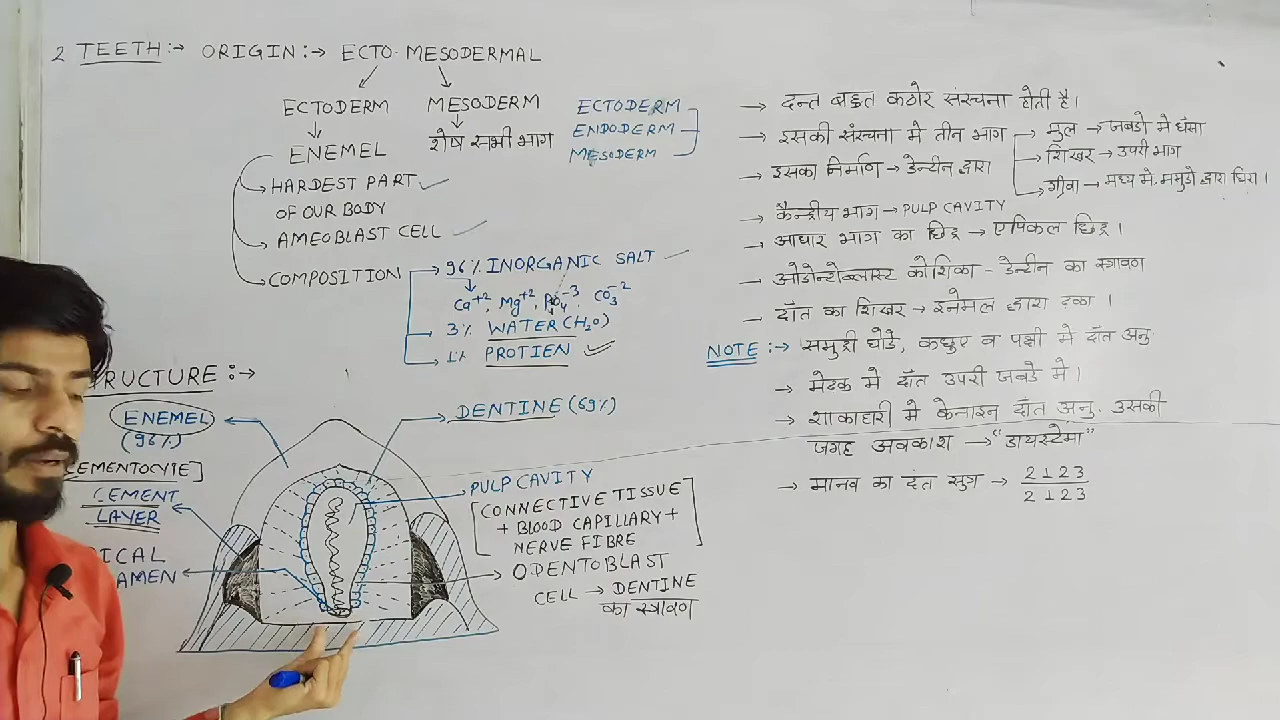 2 TEETH:→ ORIGIN:→ ECTO-MESODERMAL
ECTODERM
MESODERM
ECTODERM
ENDODERM
MESODERM
शेष सभी भाग
ENEMEL
HARDEST PART
OF OUR BODY
AMEOBLAST CELL
COMPOSITION
96% INORGANIC SALT
Ca+2, Mg+2, PO4-3, CO3-2
3% WATER (H2O)
1% PROTIEN
STRUCTURE:→
ENEMEL
(96%)
DENTINE (69%)
CEMENTOCYTE]
CEMENT
LAYER
PULP CAVITY
[CONNECTIVE TISSUE
+ BLOOD CAPILLARY +
NERVE FIBRE]
ICAL
AMEN
ODENTOBLAST
CELL → DENTINE
का स्त्रावण
→ दन्त बहुत कठोर संरचना होती है।
→ इसकी संरचना मे तीन भाग
मुल → जबडो मे धँसा
शिखर → उपरी भाग
ग्रीवा → मध्य मे मसुडो द्वारा घिरा।
→ इसका निर्माण → डेन्टीन द्वारा
→ कैन्द्रीय भाग → PULP CAVITY
→ आधार भाग का छिद्र → एपिकल छिद्र।
→ ओडोन्टोब्लास्ट कोशिका - डेन्टीन का स्त्रावण
→ दाँत का शिखर → इनेमल द्वारा ढका।
NOTE:→ समुद्री घोडे, कछुए व पक्षी मे दाँत अनु.
→ मेढक मे दाँत उपरी जबडे मे।
→ शाकाहारी मे केनाइन दाँत अनु. उसकी
जगह अवकाश → "डायस्टेमा"
→ मानव का दंत सुत्र → 2 1 2 3
2 1 2 3